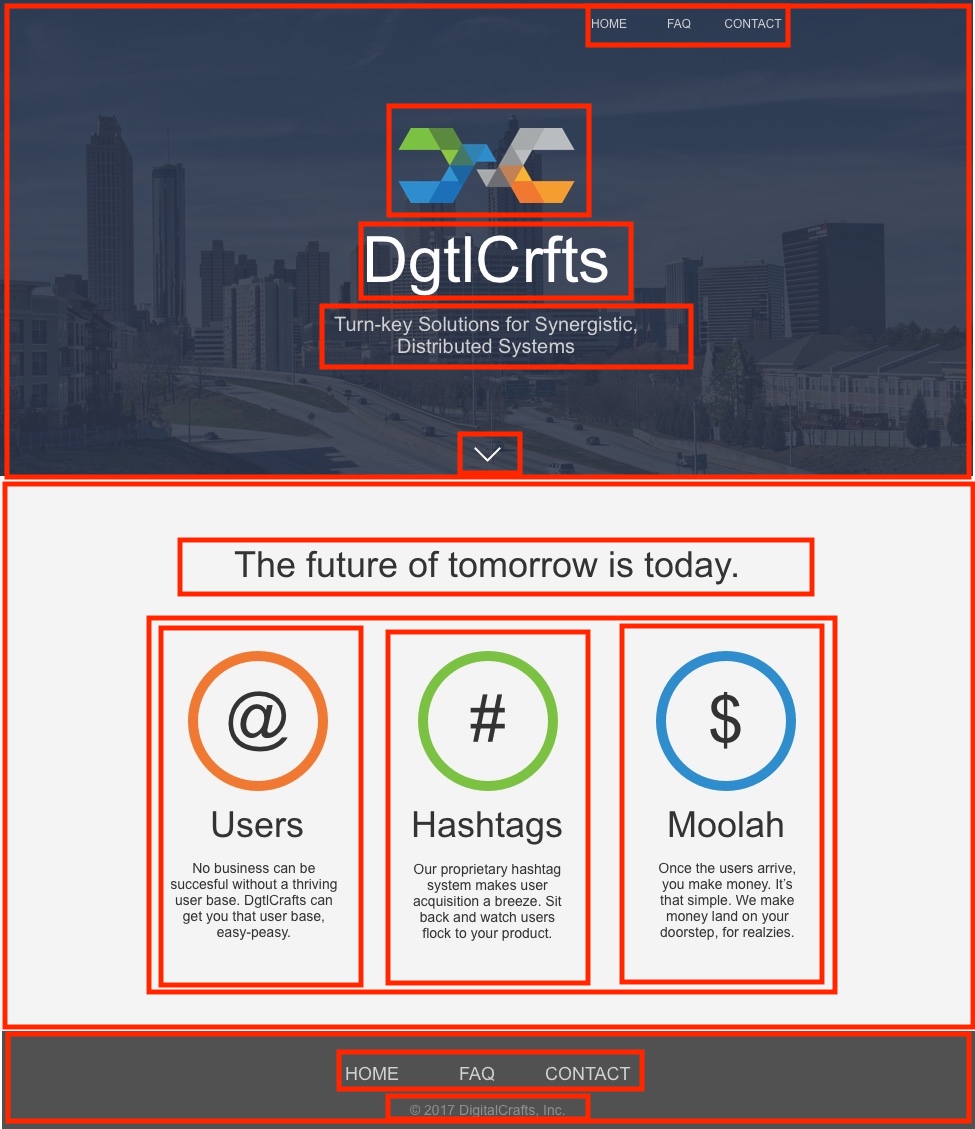 HOME FAQ CONTACT
DgtlCrfts
Turn-key Solutions for Synergistic,
Distributed Systems
The future of tomorrow is today.
@
Users
No business can be
succesful without a thriving
user base. DgtlCrafts can
get you that user base,
easy-peasy.
#
Hashtags
Our proprietary hashtag
system makes user
acquisition a breeze. Sit
back and watch users
flock to your product.
$
Moolah
Once the users arrive,
you make money. It’s
that simple. We make
money land on your
doorstep, for realzies.
HOME FAQ CONTACT
© 2017 DigitalCrafts, Inc.